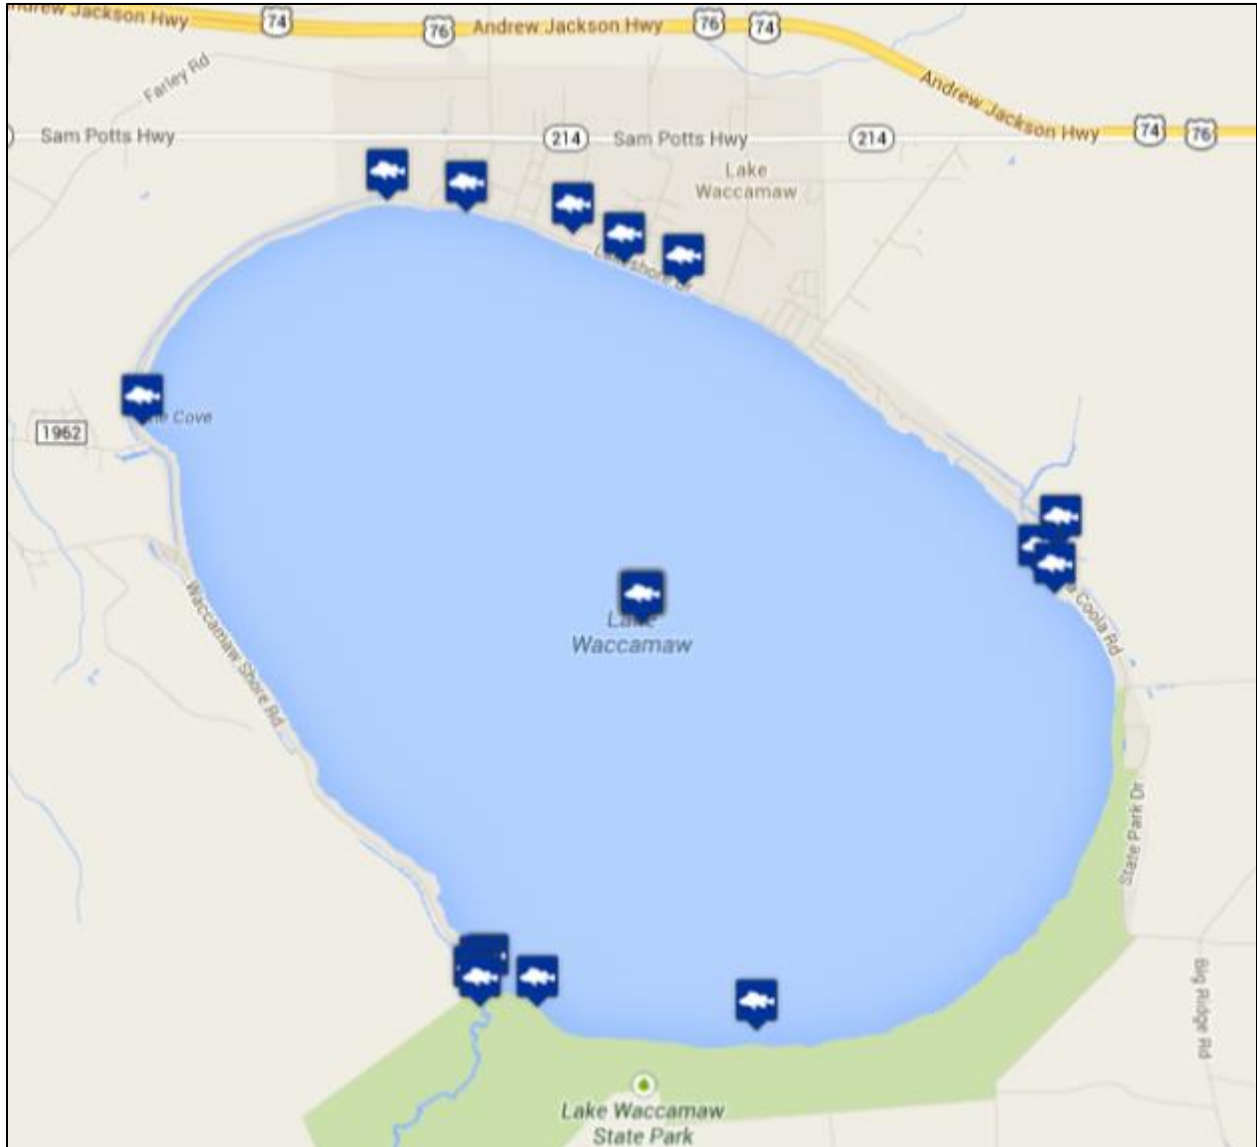 Jackson Hwy
74
76
Andrew Jackson Hwy
76
74
Farley Rd
Andrew Jackson Hwy
74
76
Sam Potts Hwy
214
Sam Potts Hwy
214
Lake
Waccamaw
Dr
Cove
1962
Coola Rd
Lake
Waccamaw
Waccamaw Shore Rd
State Park Dr
Big Ridge Rd
Lake Waccamaw
State Park